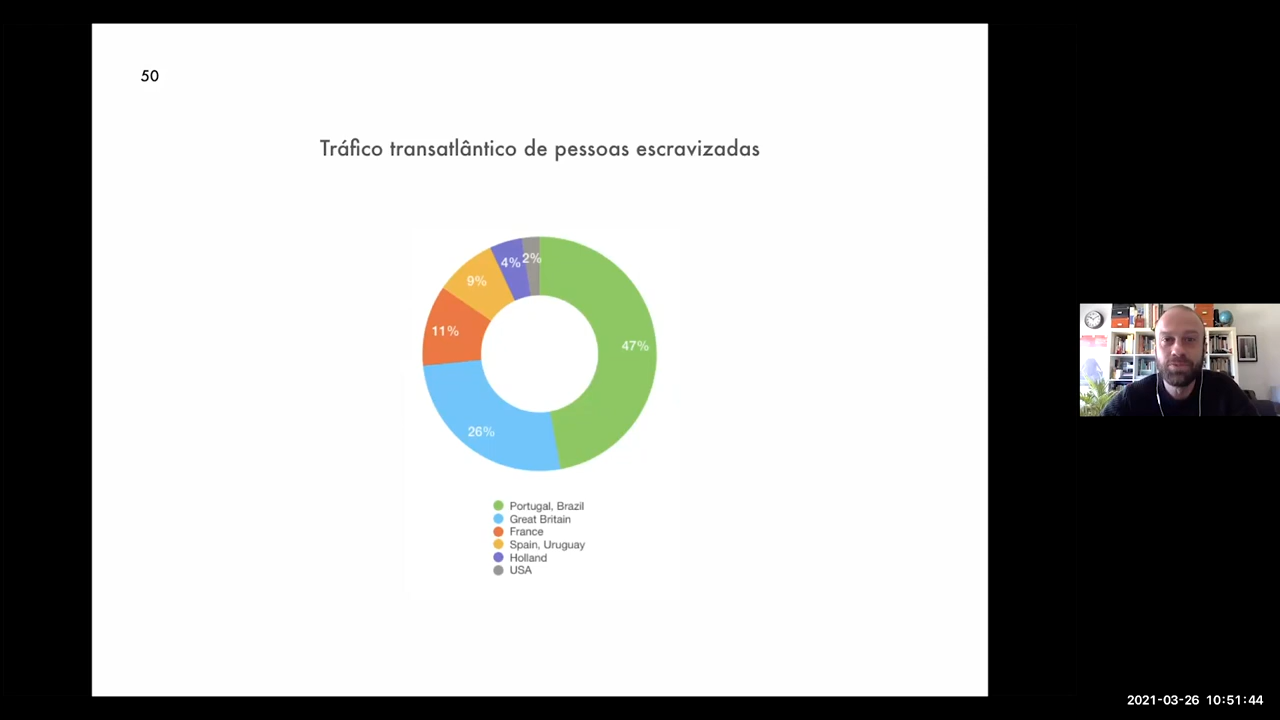 50
Tráfico transatlântico de pessoas escravizadas
4%
2%
9%
11%
47%
26%
Portugal, Brazil
Great Britain
France
Spain, Uruguay
Holland
USA
2021-03-26 10:51:44